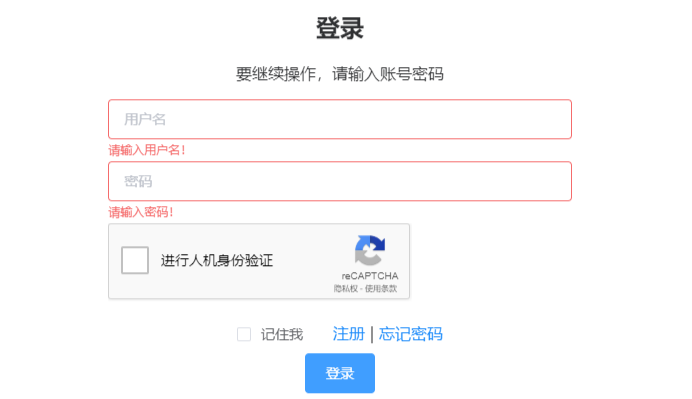 登录
要继续操作，请输入账号密码
用户名
请输入用户名!
密码
请输入密码!
进行人机身份验证
reCAPTCHA
隐私权 - 使用条款
记住我 注册 | 忘记密码
登录